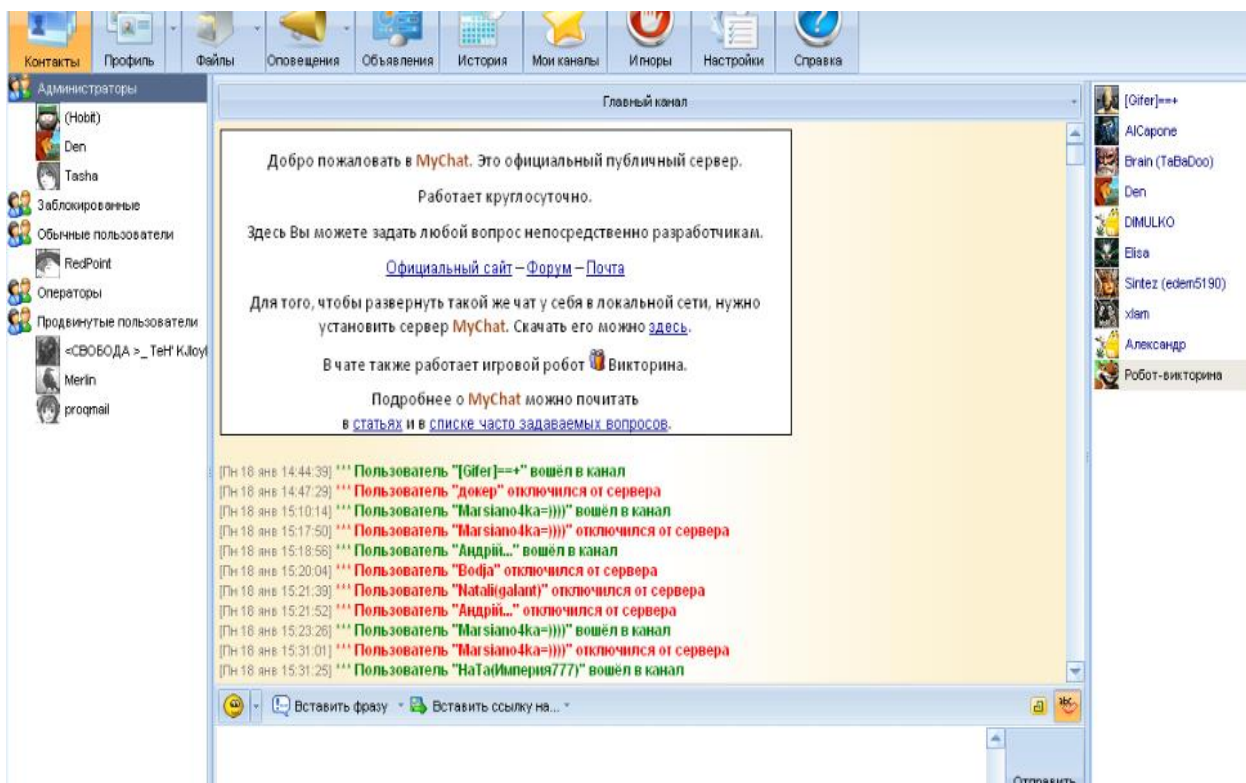 Контакты
Профиль
Файлы
Оповещения
Объявления
История
Мои каналы
Игноры
Настройки
Справка
Администраторы
(Hobit)
Den
Tasha
Заблокированные
Обычные пользователи
RedPoint
Операторы
Продвинутые пользователи
<СВОБОДА >_ ТеН'
Merlin
proqmail
Главный канал
Добро пожаловать в MyChat. Это официальный публичный сервер.
Работает круглосуточно.
Здесь Вы можете задать любой вопрос непосредственно разработчикам.
Официальный сайт – Форум – Почта
Для того, чтобы развернуть такой же чат у себя в локальной сети, нужно
установить сервер MyChat. Скачать его можно здесь.
В чате также работает игровой робот Викторина.
Подробнее о MyChat можно почитать
в статьях и в списке часто задаваемых вопросов.
[Пн 18 янв 14:44:39] *** Пользователь "[Gifer]==+" вошёл в канал
[Пн 18 янв 14:47:29] *** Пользователь "докер" отключился от сервера
[Пн 18 янв 15:10:14] *** Пользователь "Marsiano4ka=))))" вошёл в канал
[Пн 18 янв 15:17:50] *** Пользователь "Marsiano4ka=))))" отключился от сервера
[Пн 18 янв 15:18:56] *** Пользователь "Андрій..." вошёл в канал
[Пн 18 янв 15:20:04] *** Пользователь "Bodja" отключился от сервера
[Пн 18 янв 15:21:39] *** Пользователь "Natali(galant)" отключился от сервера
[Пн 18 янв 15:21:52] *** Пользователь "Андрій..." отключился от сервера
[Пн 18 янв 15:23:26] *** Пользователь "Marsiano4ka=))))" вошёл в канал
[Пн 18 янв 15:31:01] *** Пользователь "Marsiano4ka=))))" отключился от сервера
[Пн 18 янв 15:31:25] *** Пользователь "НаТа(Империя777)" вошёл в канал
Вставить фразу
Вставить ссылку на...
Отправить
[Gifer]==+
AlCapone
Brain (TaBaDoo)
Den
DIMULKO
Elisa
Sintez (edem5190)
xlam
Александр
Робот-викторина